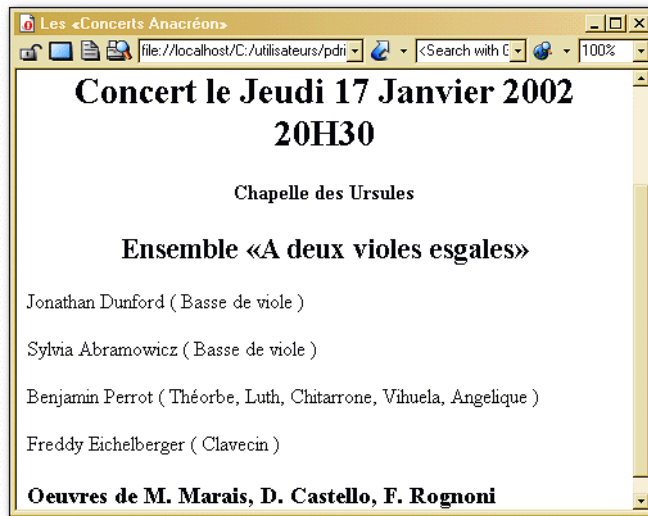 Les «Concerts Anacréon»
file://localhost/C:/utilisateurs/pdri
<Search with G
100%
Concert le Jeudi 17 Janvier 2002
20H30
Chapelle des Ursules
Ensemble «A deux violes esgales»
Jonathan Dunford ( Basse de viole )
Sylvia Abramowicz ( Basse de viole )
Benjamin Perrot ( Théorbe, Luth, Chitarrone, Vihuela, Angelique )
Freddy Eichelberger ( Clavecin )
Oeuvres de M. Marais, D. Castello, F. Rognoni